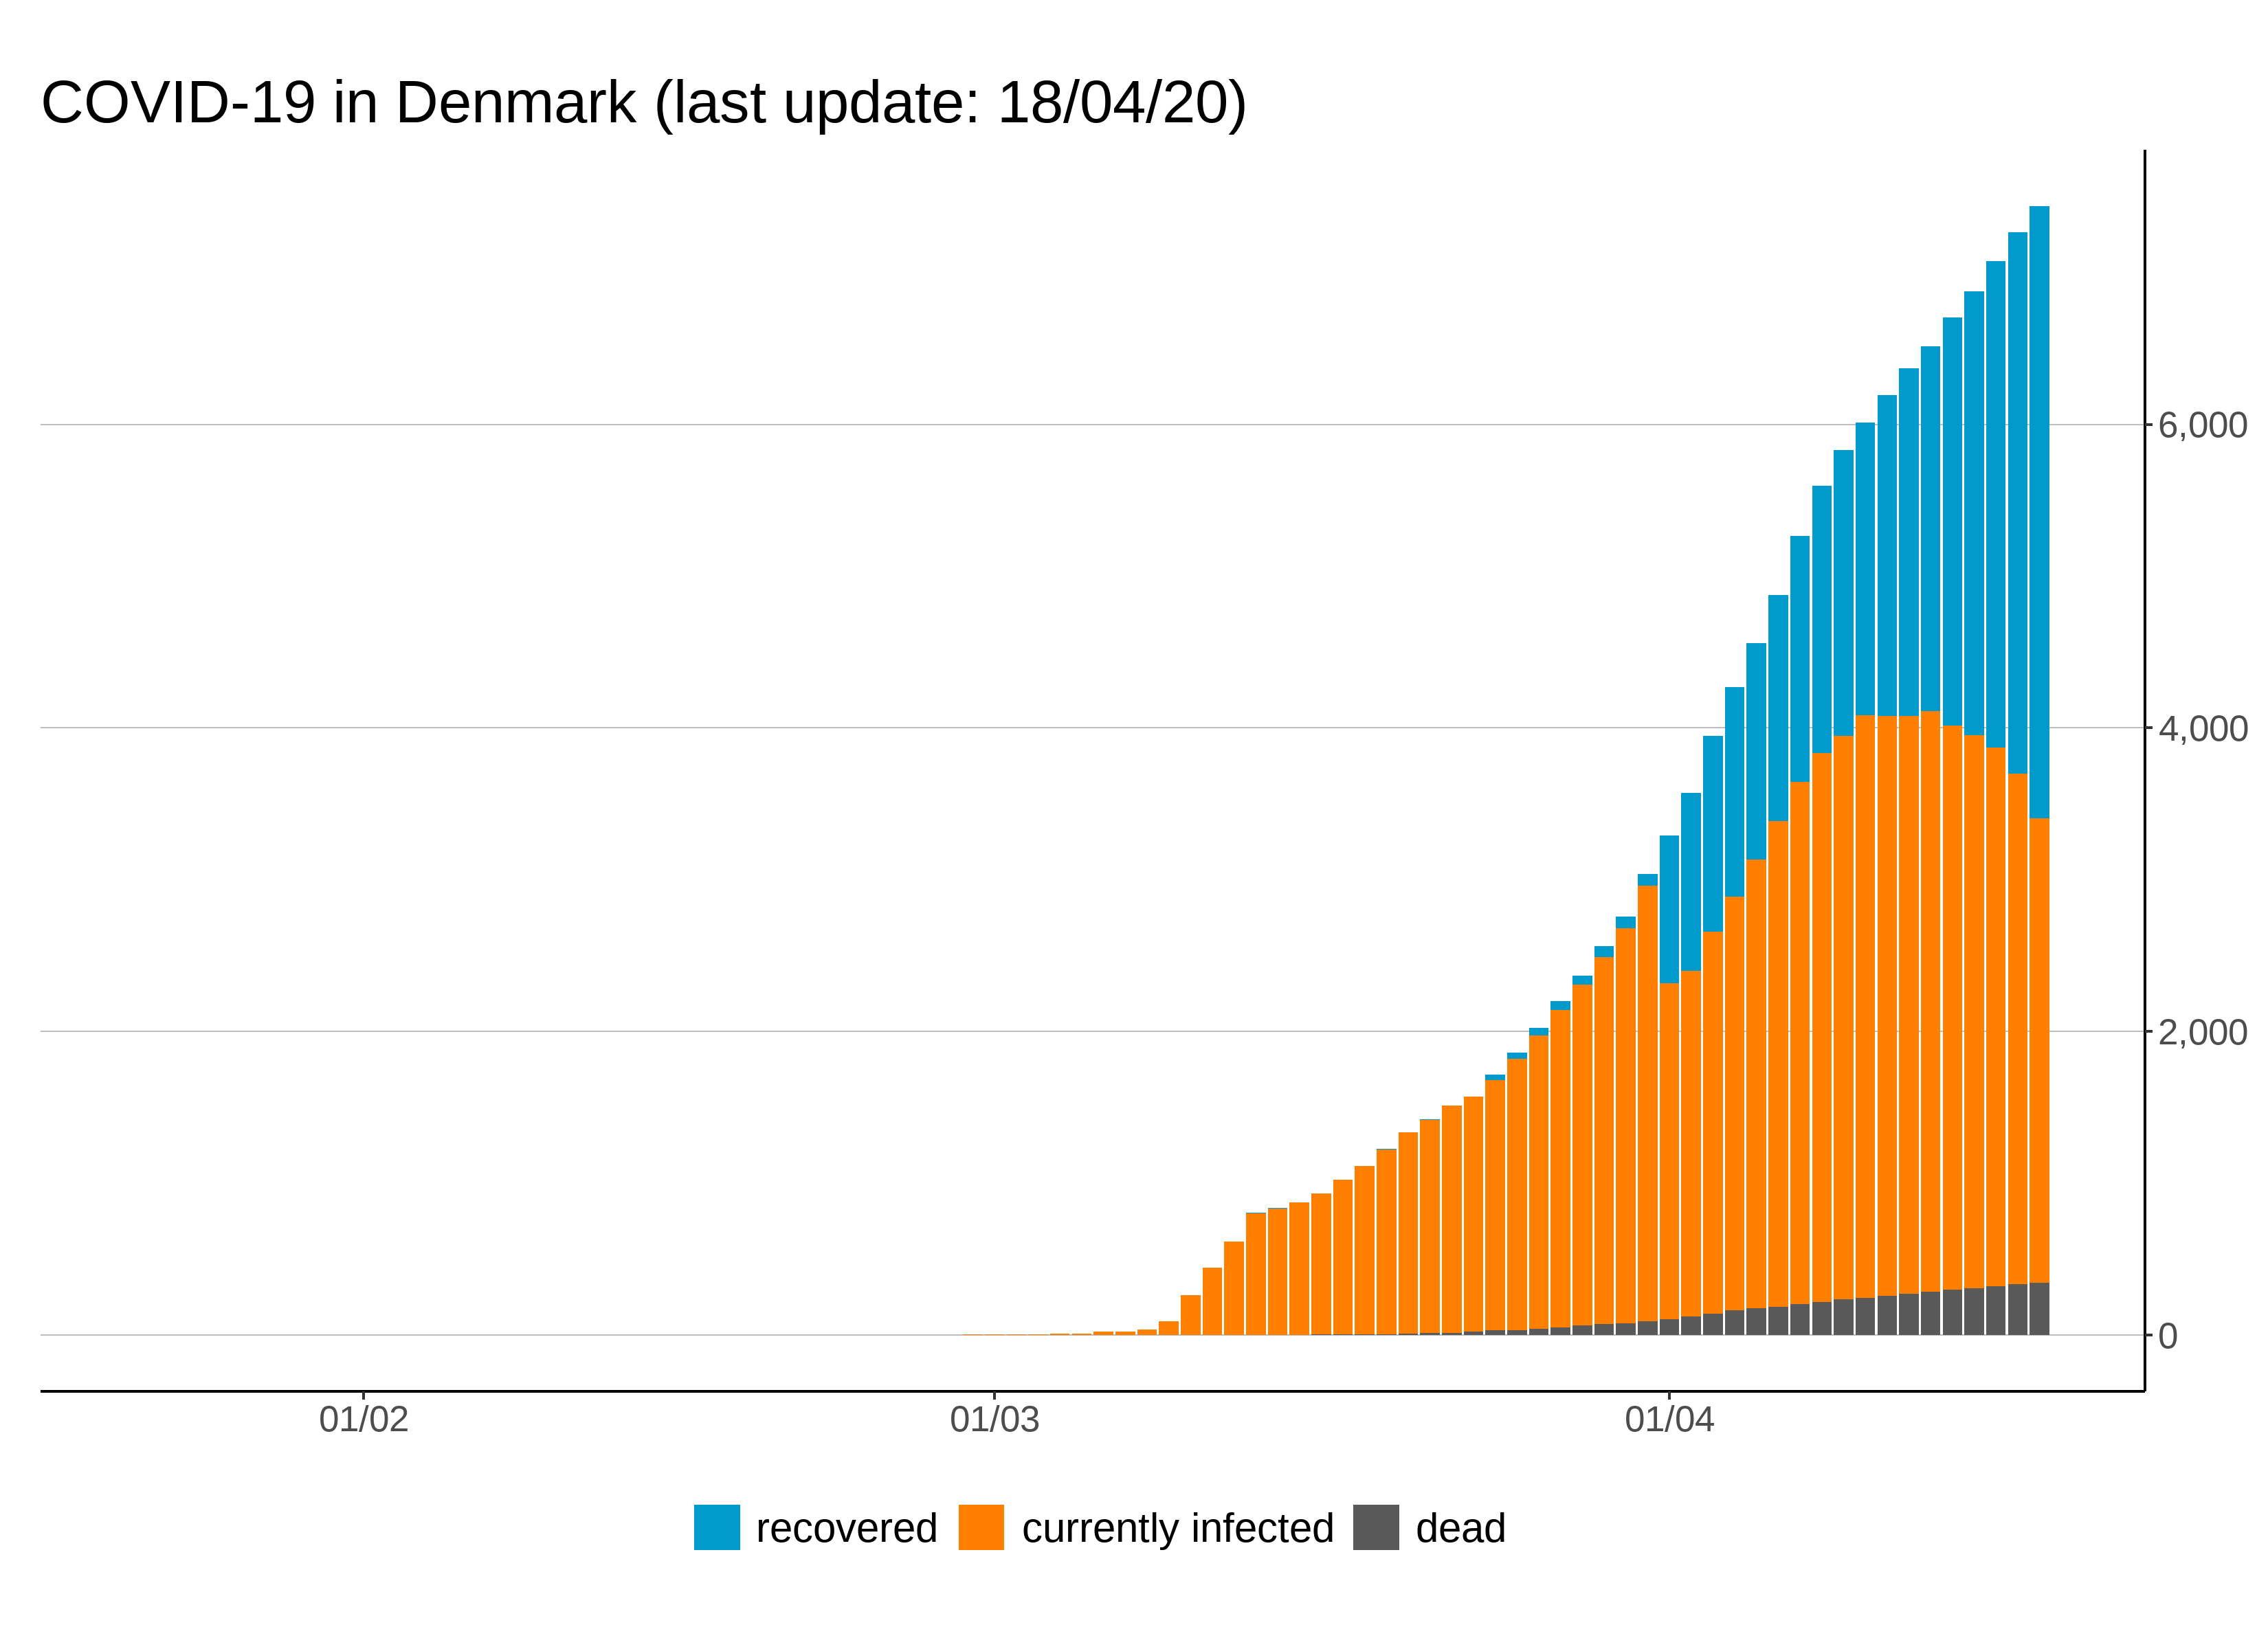 COVID-19 in Denmark (last update: 18/04/20)
6,000
4,000
2,000
0
01/02 01/03 01/04
recovered currently infected dead